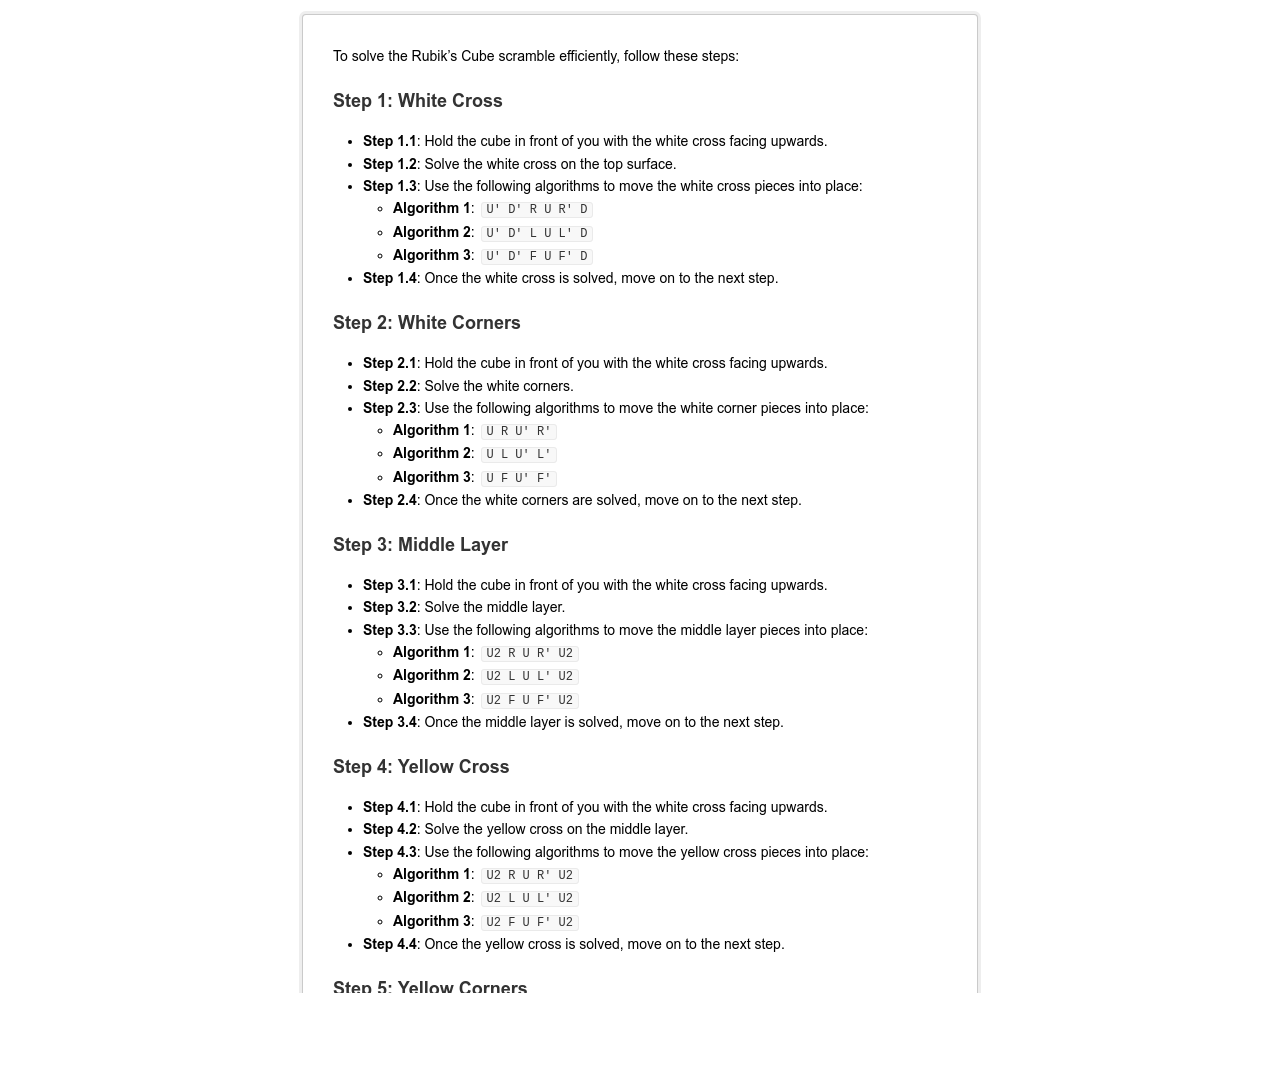 To solve the Rubik’s Cube scramble efficiently, follow these steps:
Step 1: White Cross
Step 1.1: Hold the cube in front of you with the white cross facing upwards.
Step 1.2: Solve the white cross on the top surface.
Step 1.3: Use the following algorithms to move the white cross pieces into place:
Algorithm 1: U' D' R U R' D
Algorithm 2: U' D' L U L' D
Algorithm 3: U' D' F U F' D
Step 1.4: Once the white cross is solved, move on to the next step.
Step 2: White Corners
Step 2.1: Hold the cube in front of you with the white cross facing upwards.
Step 2.2: Solve the white corners.
Step 2.3: Use the following algorithms to move the white corner pieces into place:
Algorithm 1: U R U' R'
Algorithm 2: U L U' L'
Algorithm 3: U F U' F'
Step 2.4: Once the white corners are solved, move on to the next step.
Step 3: Middle Layer
Step 3.1: Hold the cube in front of you with the white cross facing upwards.
Step 3.2: Solve the middle layer.
Step 3.3: Use the following algorithms to move the middle layer pieces into place:
Algorithm 1: U2 R U R' U2
Algorithm 2: U2 L U L' U2
Algorithm 3: U2 F U F' U2
Step 3.4: Once the middle layer is solved, move on to the next step.
Step 4: Yellow Cross
Step 4.1: Hold the cube in front of you with the white cross facing upwards.
Step 4.2: Solve the yellow cross on the middle layer.
Step 4.3: Use the following algorithms to move the yellow cross pieces into place:
Algorithm 1: U2 R U R' U2
Algorithm 2: U2 L U L' U2
Algorithm 3: U2 F U F' U2
Step 4.4: Once the yellow cross is solved, move on to the next step.
Step 5: Yellow Corners